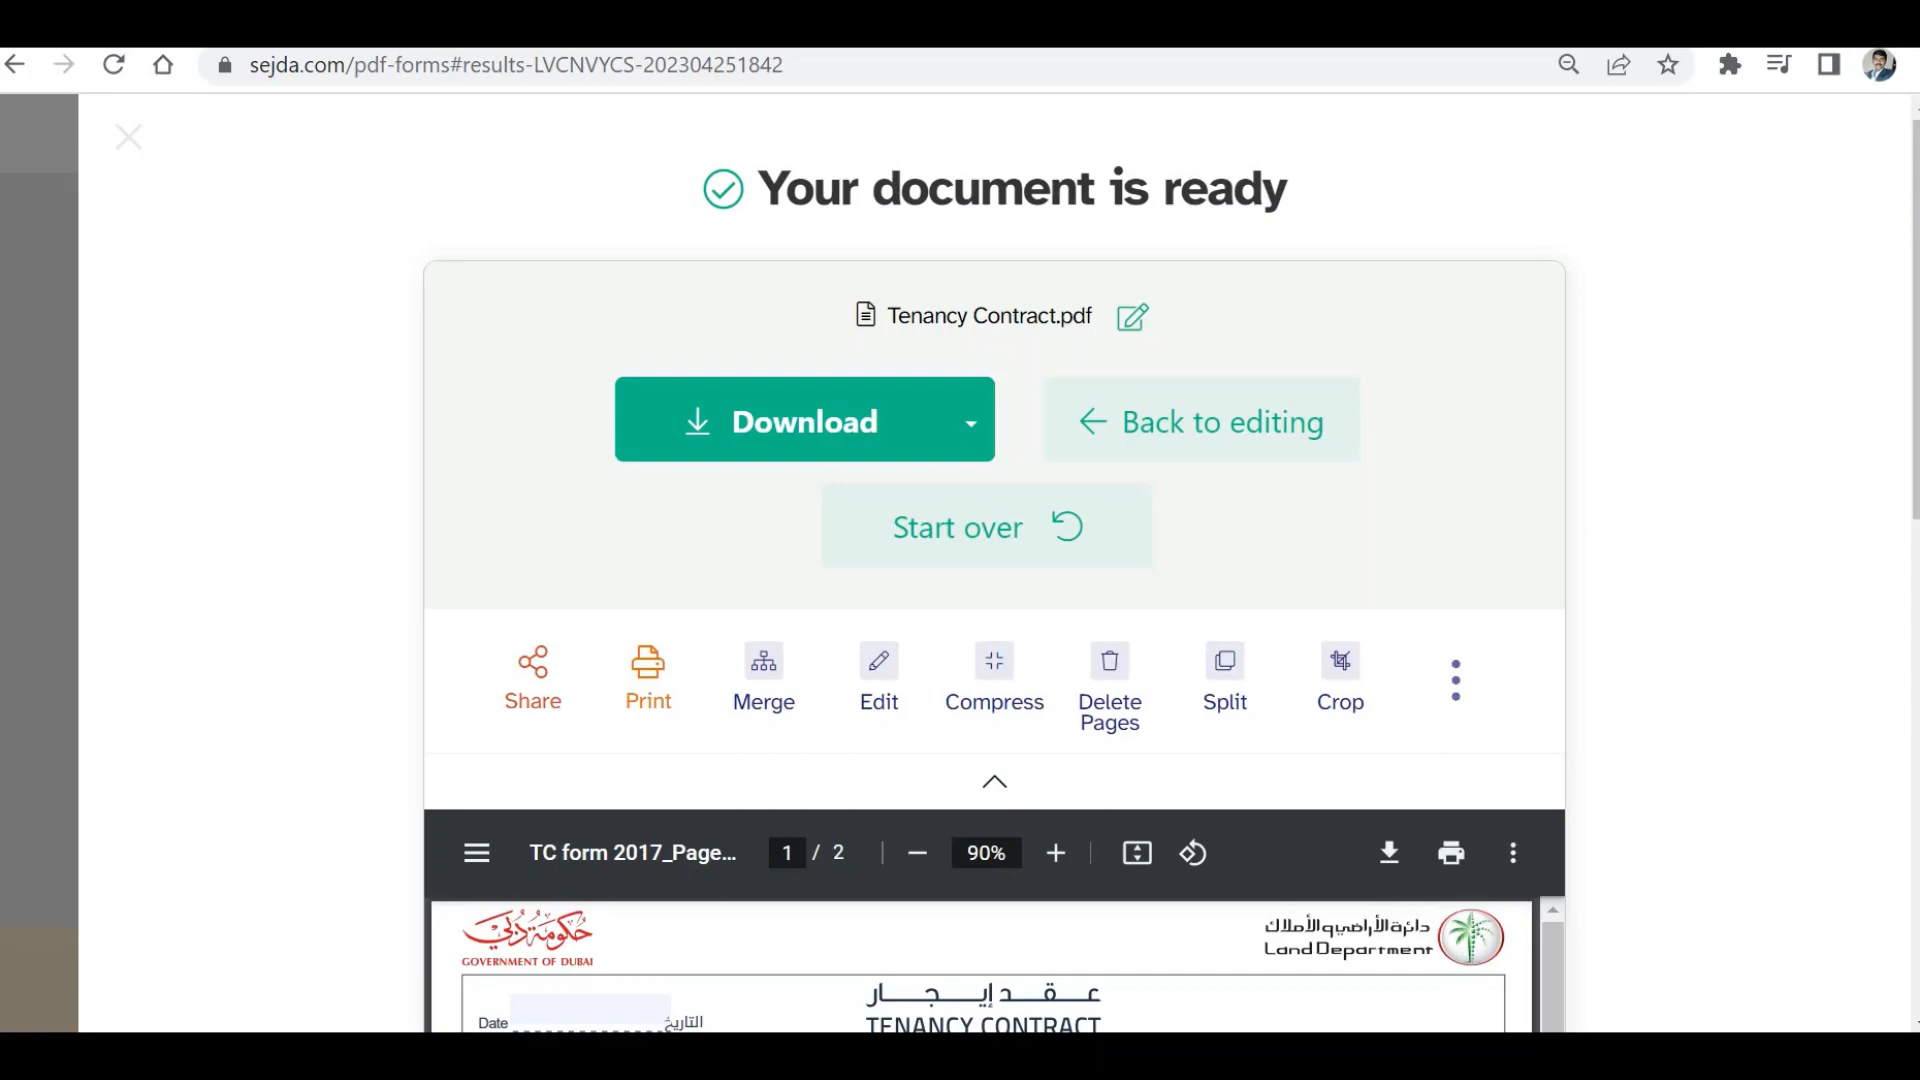 sejda.com/pdf-forms#results-LVCNVYCS-202304251842
Your document is ready
Tenancy Contract.pdf
Download
Back to editing
Start over
Share
Print
Merge
Edit
Compress
Delete
Pages
Split
Crop
TC form 2017_Page...
1 / 2
90%
حكومة دبي
GOVERNMENT OF DUBAI
دائرة الأراضي والأملاك
Land Department
عـــقـــد إيـــجـــار
Date
التاريخ
TENANCY CONTRACT